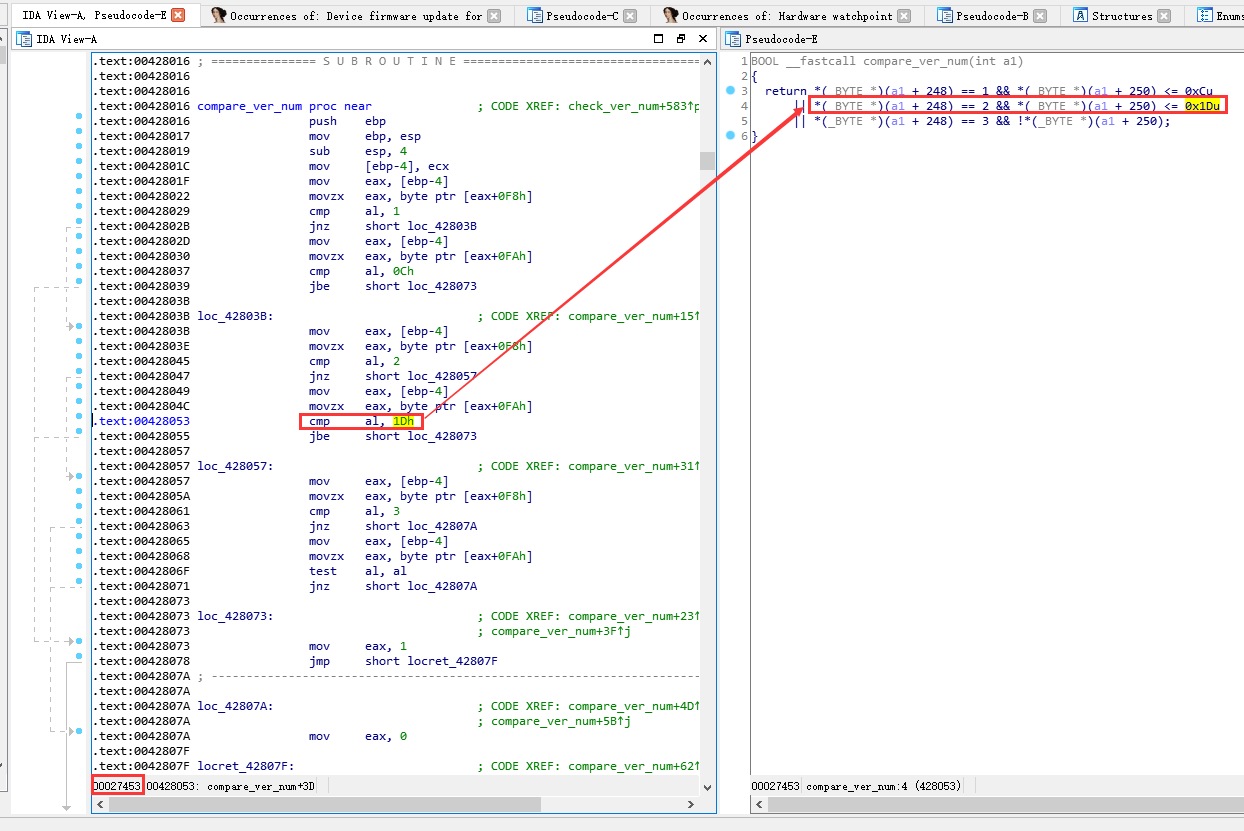 IDA View-A, Pseudocode-E
Occurrences of: Device firmware update for
Pseudocode-C
Occurrences of: Hardware watchpoint
Pseudocode-B
Structures
Enums
IDA View-A
.text:00428016 ; =============== S U B R O U T I N E =======================================
.text:00428016
.text:00428016
.text:00428016 compare_ver_num proc near ; CODE XREF: check_ver_num+583↑p
.text:00428016 push ebp
.text:00428017 mov ebp, esp
.text:00428019 sub esp, 4
.text:0042801C mov [ebp-4], ecx
.text:0042801F mov eax, [ebp-4]
.text:00428022 movzx eax, byte ptr [eax+0F8h]
.text:00428029 cmp al, 1
.text:0042802B jnz short loc_42803B
.text:0042802D mov eax, [ebp-4]
.text:00428030 movzx eax, byte ptr [eax+0FAh]
.text:00428037 cmp al, 0Ch
.text:00428039 jbe short loc_428073
.text:0042803B
.text:0042803B loc_42803B: ; CODE XREF: compare_ver_num+15↑
.text:0042803B mov eax, [ebp-4]
.text:0042803E movzx eax, byte ptr [eax+0F8h]
.text:00428045 cmp al, 2
.text:00428047 jnz short loc_428057
.text:00428049 mov eax, [ebp-4]
.text:0042804C movzx eax, byte ptr [eax+0FAh]
.text:00428053 cmp al, 1Dh
.text:00428055 jbe short loc_428073
.text:00428057
.text:00428057 loc_428057: ; CODE XREF: compare_ver_num+31↑
.text:00428057 mov eax, [ebp-4]
.text:0042805A movzx eax, byte ptr [eax+0F8h]
.text:00428061 cmp al, 3
.text:00428063 jnz short loc_42807A
.text:00428065 mov eax, [ebp-4]
.text:00428068 movzx eax, byte ptr [eax+0FAh]
.text:0042806F test al, al
.text:00428071 jnz short loc_42807A
.text:00428073
.text:00428073 loc_428073: ; CODE XREF: compare_ver_num+23↑
.text:00428073 ; compare_ver_num+3F↑j
.text:00428073 mov eax, 1
.text:00428078 jmp short locret_42807F
.text:0042807A ; ---------------------------------------------------------------------------
.text:0042807A
.text:0042807A loc_42807A: ; CODE XREF: compare_ver_num+4D↑
.text:0042807A ; compare_ver_num+5B↑j
.text:0042807A mov eax, 0
.text:0042807F
.text:0042807F locret_42807F: ; CODE XREF: compare_ver_num+62↑
00027453 00428053: compare_ver_num+3D
Pseudocode-E
1 BOOL __fastcall compare_ver_num(int a1)
2 {
3 return *(_BYTE *)(a1 + 248) == 1 && *(_BYTE *)(a1 + 250) <= 0xCu
4 || *(_BYTE *)(a1 + 248) == 2 && *(_BYTE *)(a1 + 250) <= 0x1Du
5 || *(_BYTE *)(a1 + 248) == 3 && !*(_BYTE *)(a1 + 250);
6 }
00027453 compare_ver_num:4 (428053)